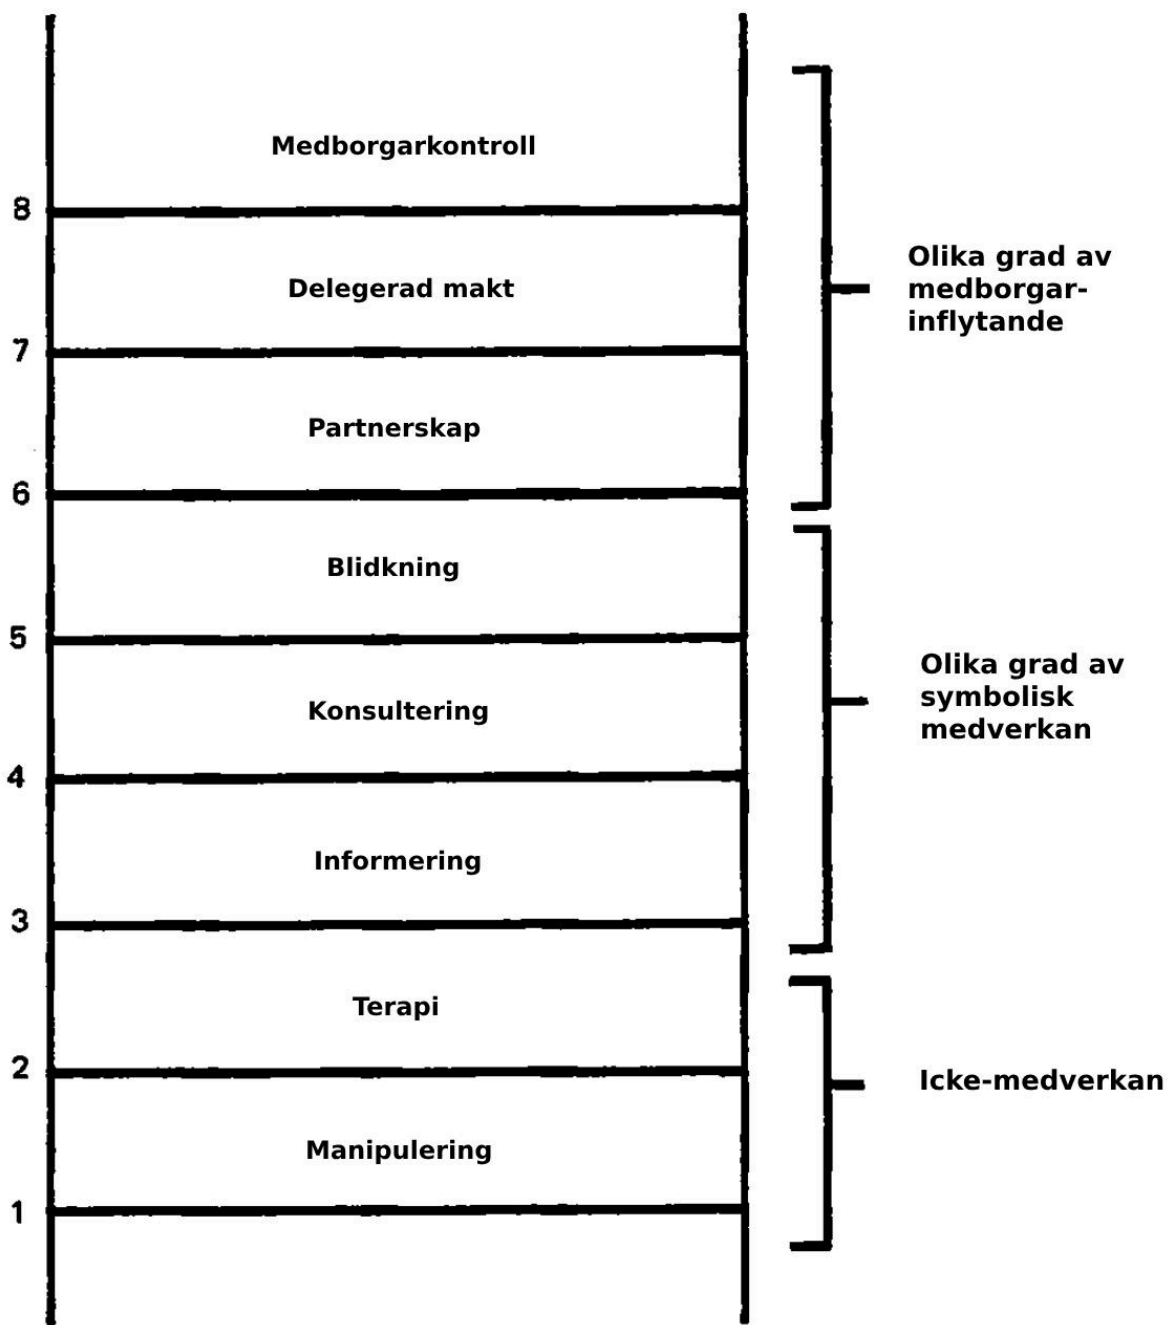 Medborgarkontroll
8
Delegerad makt
7
Partnerskap
6
Blidkning
5
Konsultering
4
Informering
3
Terapi
2
Manipulering
1
Olika grad av
medborgar-
inflytande
Olika grad av
symbolisk
medverkan
Icke-medverkan